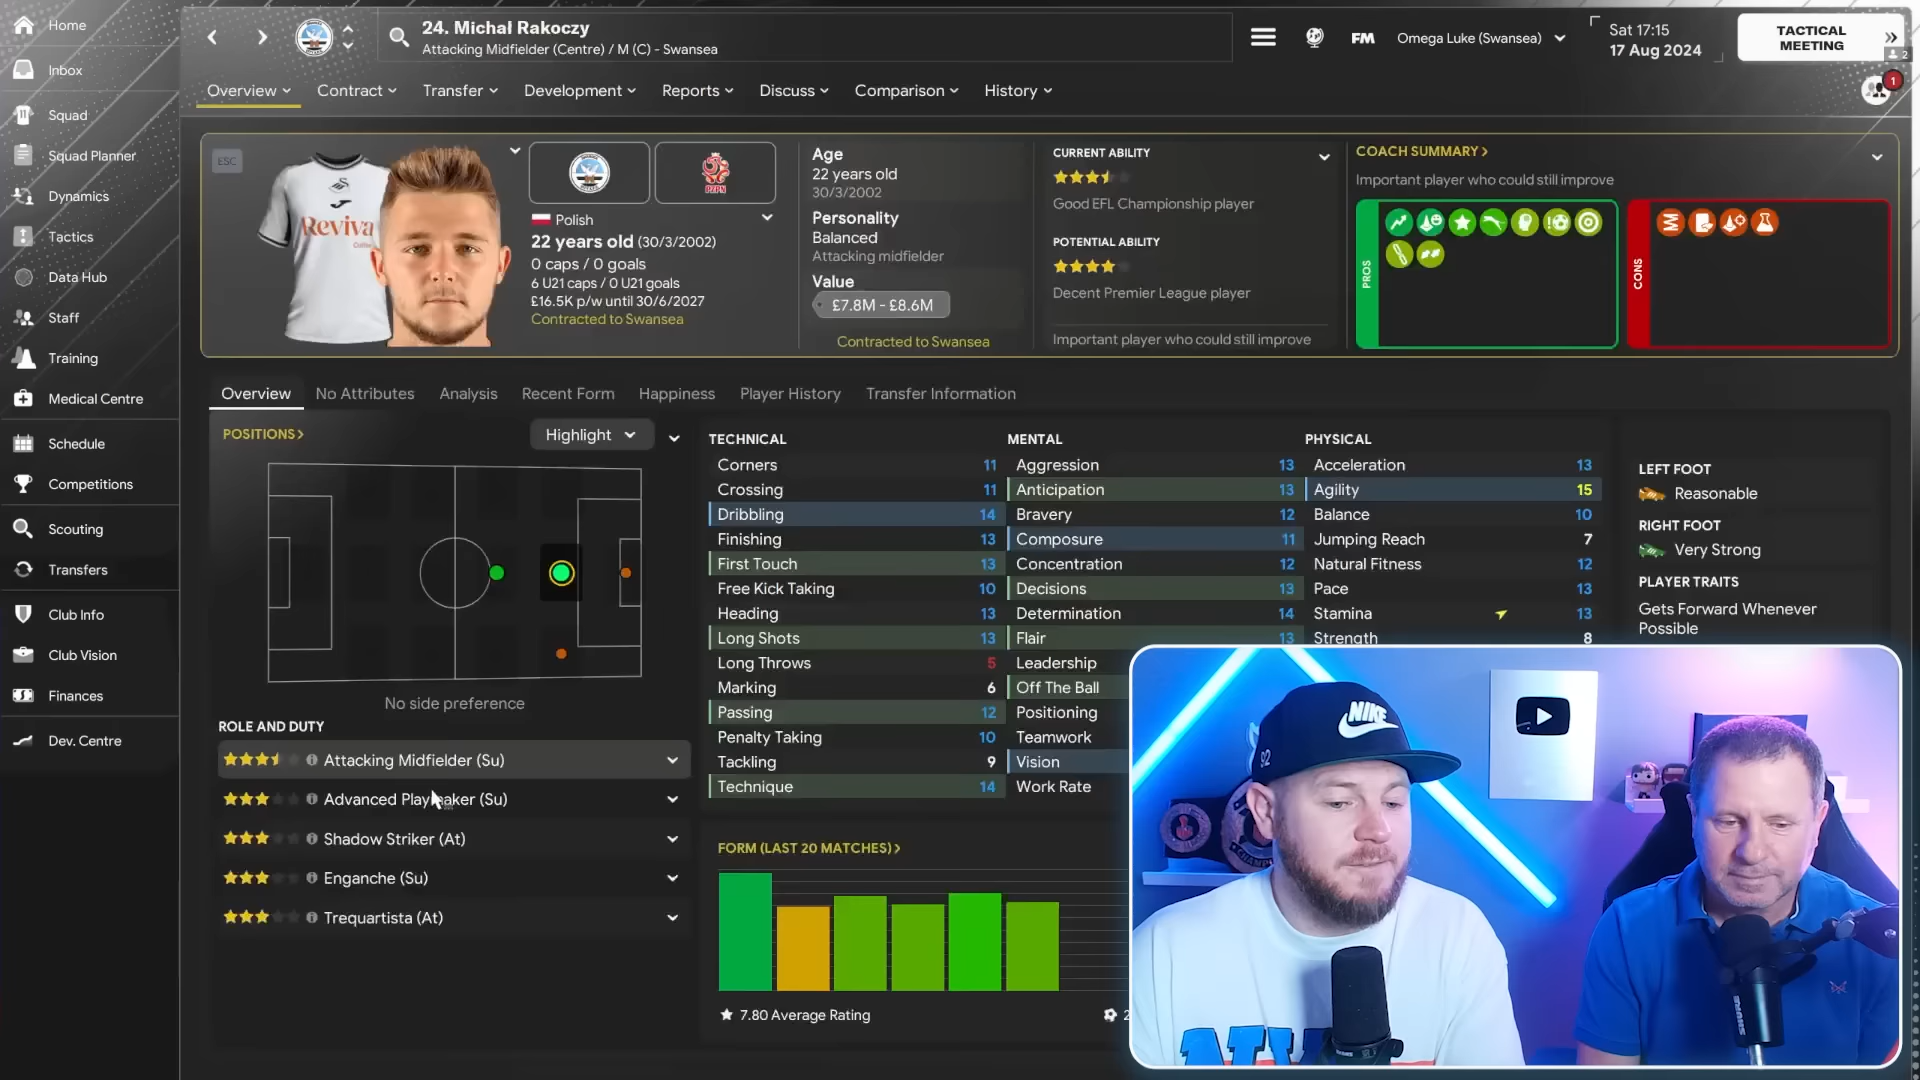 Home
Inbox
Squad
Squad Planner
Dynamics
Tactics
Data Hub
Staff
Training
Medical Centre
Schedule
Competitions
Scouting
Transfers
Club Info
Club Vision
Finances
Dev. Centre
24. Michal Rakoczy
Attacking Midfielder (Centre) / M (C) - Swansea
FM
Omega Luke (Swansea)
Sat 17:15
17 Aug 2024
TACTICAL MEETING
2
1
Overview
Contract
Transfer
Development
Reports
Discuss
Comparison
History
ESC
Reviva
Coffee
PZPN
Polish
22 years old (30/3/2002)
0 caps / 0 goals
6 U21 caps / 0 U21 goals
£16.5K p/w until 30/6/2027
Contracted to Swansea
Age
22 years old
30/3/2002
Personality
Balanced
Attacking midfielder
Value
£7.8M - £8.6M
Contracted to Swansea
CURRENT ABILITY
Good EFL Championship player
POTENTIAL ABILITY
Decent Premier League player
Important player who could still improve
COACH SUMMARY >
Important player who could still improve
PROS
CONS
Overview
No Attributes
Analysis
Recent Form
Happiness
Player History
Transfer Information
POSITIONS >
Highlight
No side preference
ROLE AND DUTY
Attacking Midfielder (Su)
Advanced Playmaker (Su)
Shadow Striker (At)
Enganche (Su)
Trequartista (At)
TECHNICAL
Corners 11
Crossing 11
Dribbling 14
Finishing 13
First Touch 13
Free Kick Taking 10
Heading 13
Long Shots 13
Long Throws 5
Marking 6
Passing 12
Penalty Taking 10
Tackling 9
Technique 14
MENTAL
Aggression 13
Anticipation 13
Bravery 12
Composure 11
Concentration 12
Decisions 13
Determination 14
Flair 13
Leadership
Off The Ball
Positioning
Teamwork
Vision
Work Rate
PHYSICAL
Acceleration 13
Agility 15
Balance 10
Jumping Reach 7
Natural Fitness 12
Pace 13
Stamina 13
Strength 8
LEFT FOOT
Reasonable
RIGHT FOOT
Very Strong
PLAYER TRAITS
Gets Forward Whenever
Possible
FORM (LAST 20 MATCHES) >
7.80 Average Rating
2
NIKE
92
SHURE